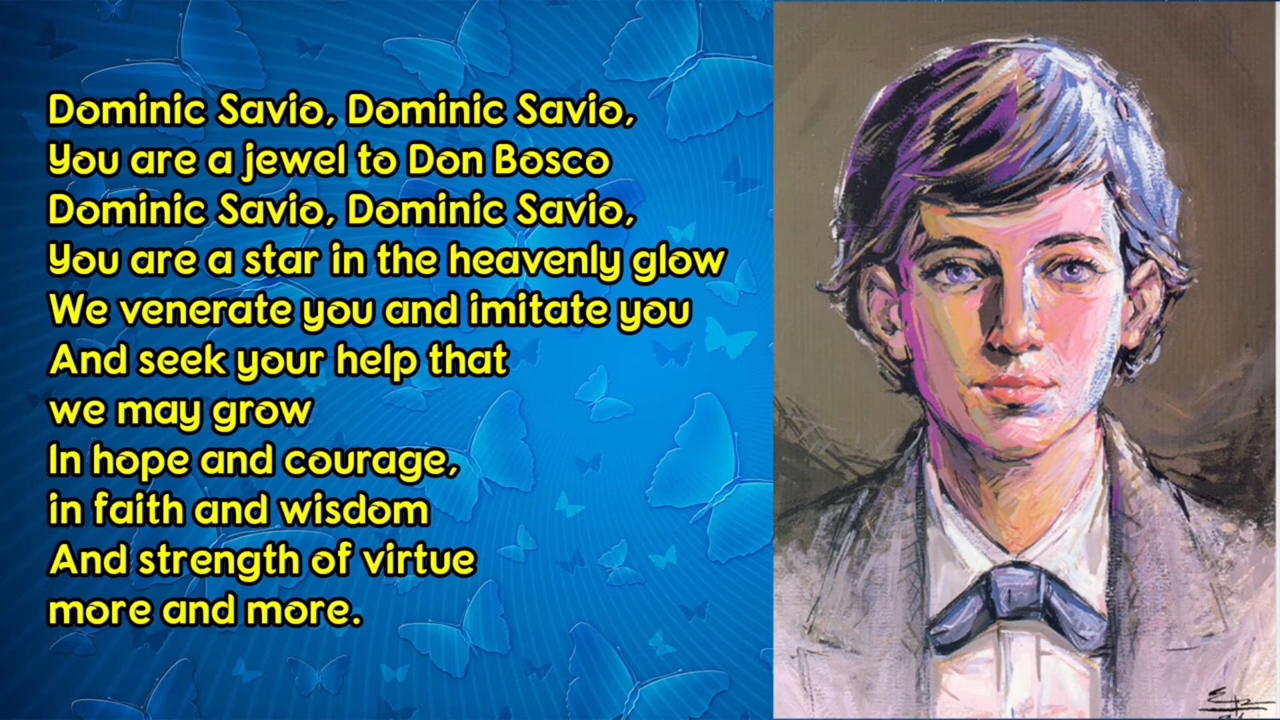 Dominic Savio, Dominic Savio,
You are a jewel to Don Bosco
Dominic Savio, Dominic Savio,
You are a star in the heavenly glow
We venerate you and imitate you
And seek your help that
we may grow
In hope and courage,
in faith and wisdom
And strength of virtue
more and more.